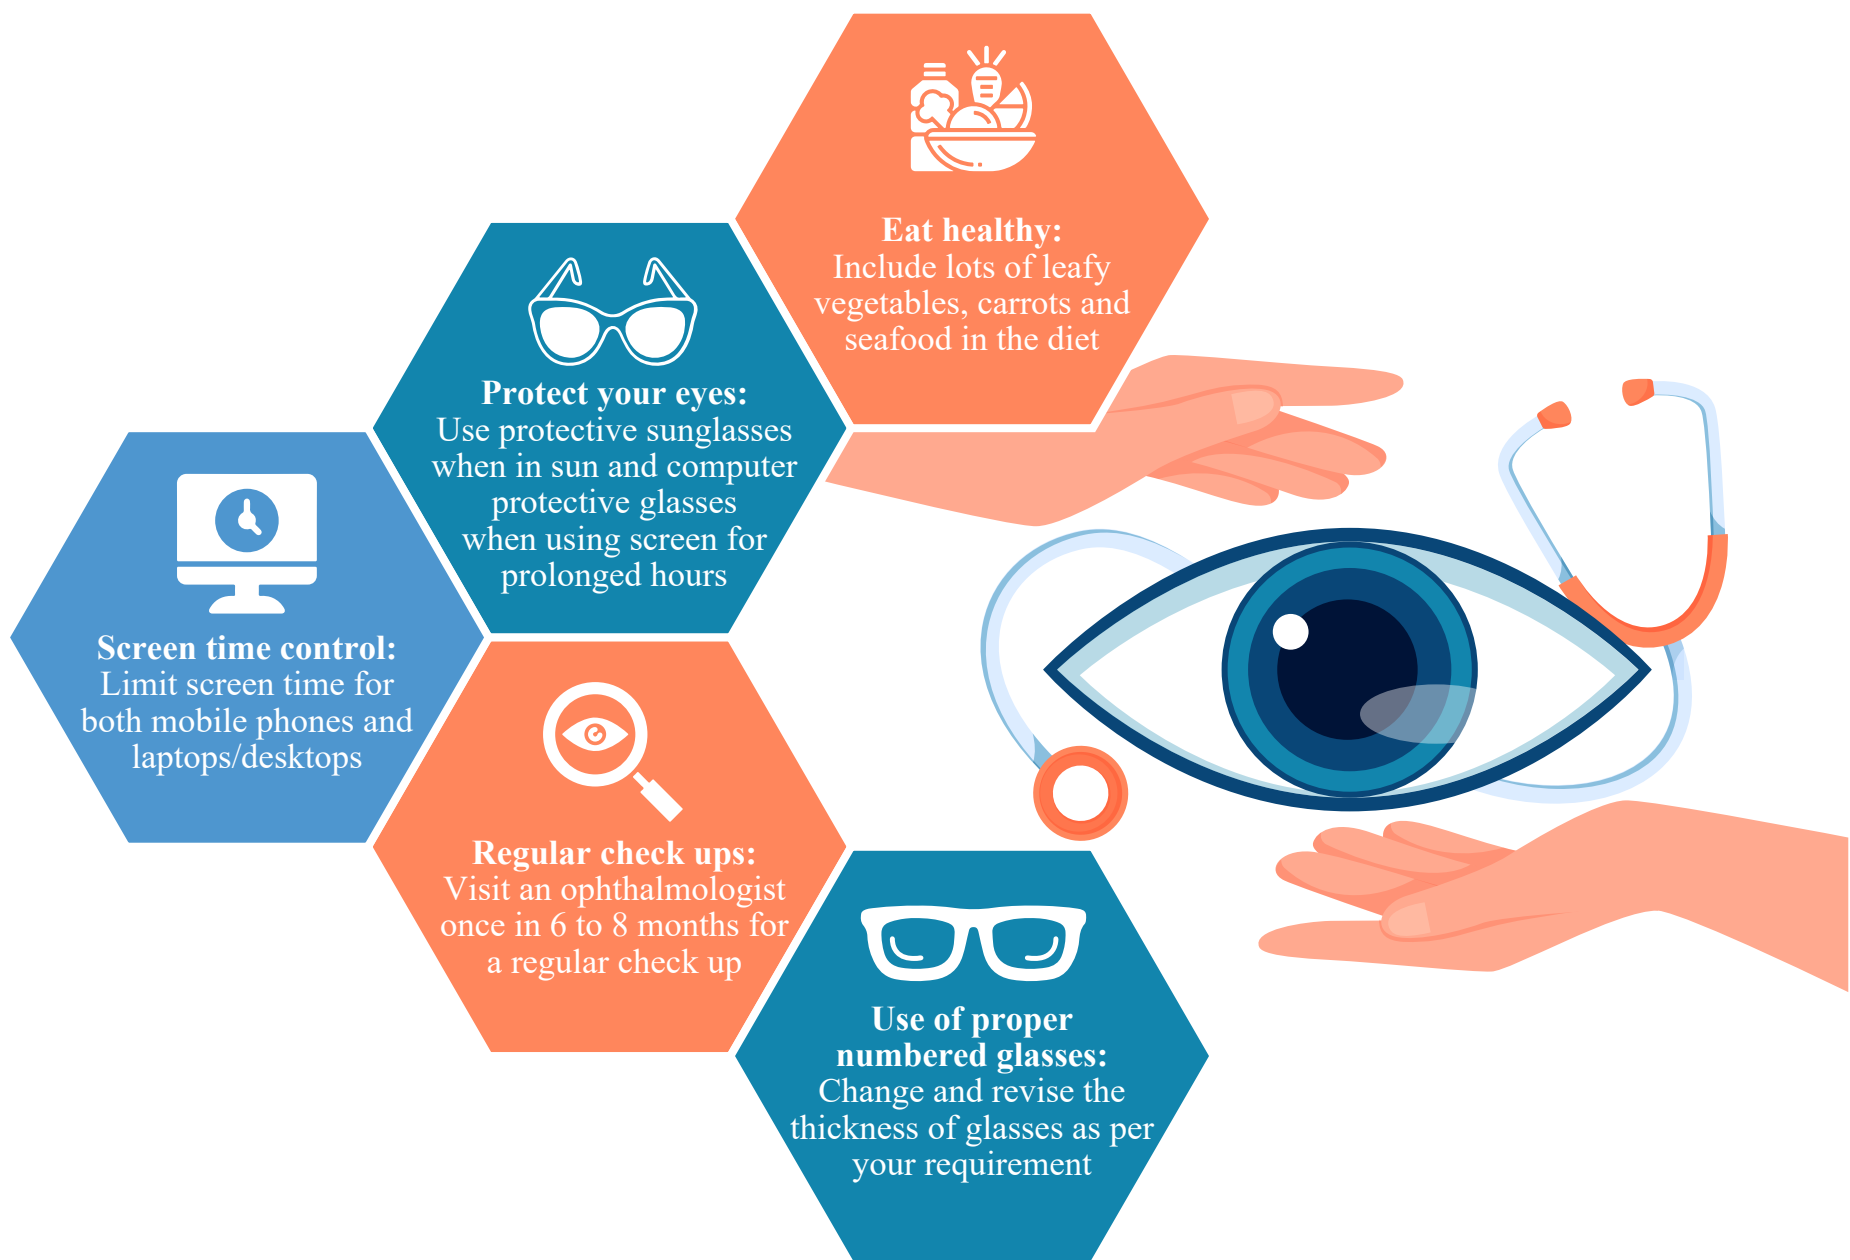 Eat healthy:
Include lots of leafy
vegetables, carrots and
seafood in the diet
Protect your eyes:
Use protective sunglasses
when in sun and computer
protective glasses
when using screen for
prolonged hours
Screen time control:
Limit screen time for
both mobile phones and
laptops/desktops
Regular check ups:
Visit an ophthalmologist
once in 6 to 8 months for
a regular check up
Use of proper
numbered glasses:
Change and revise the
thickness of glasses as per
your requirement